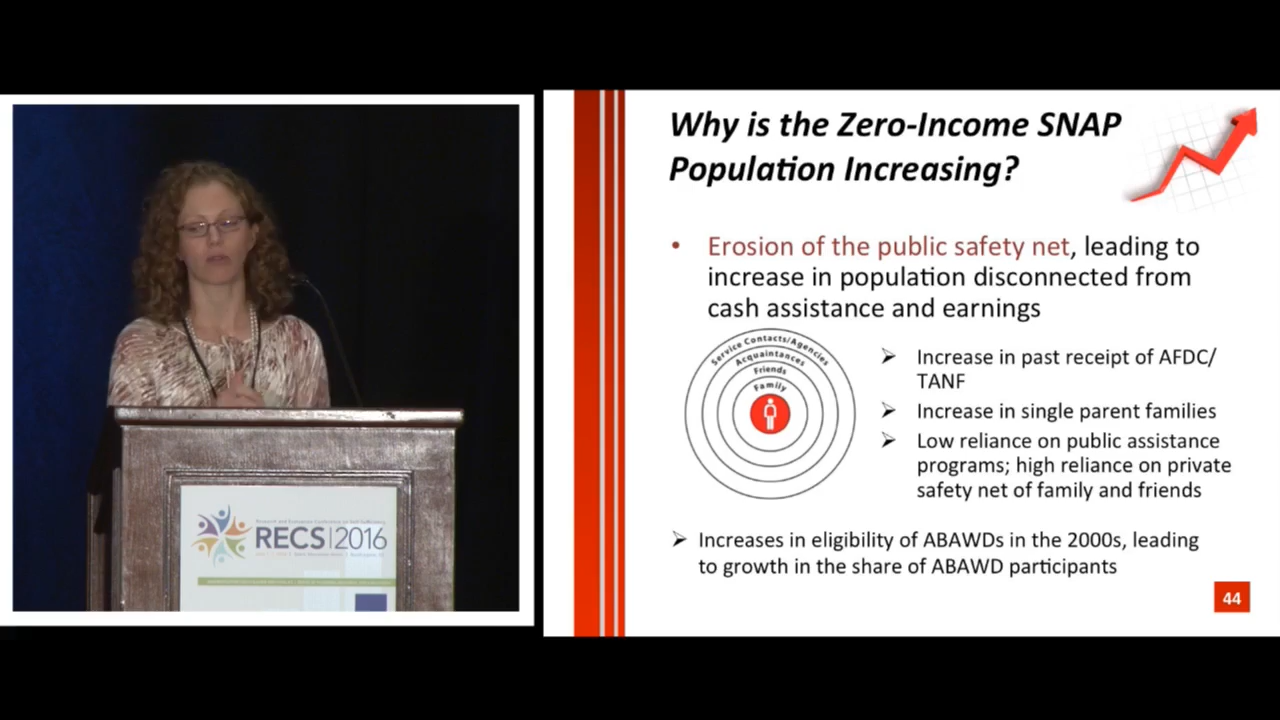 Why is the Zero-Income SNAP
Population Increasing?
• Erosion of the public safety net, leading to
increase in population disconnected from
cash assistance and earnings
Service Contacts/Agencies
Acquaintances
Friends
Family
➢ Increase in past receipt of AFDC/
TANF
➢ Increase in single parent families
➢ Low reliance on public assistance
programs; high reliance on private
safety net of family and friends
➢ Increases in eligibility of ABAWDs in the 2000s, leading
to growth in the share of ABAWD participants
44
RECS|2016